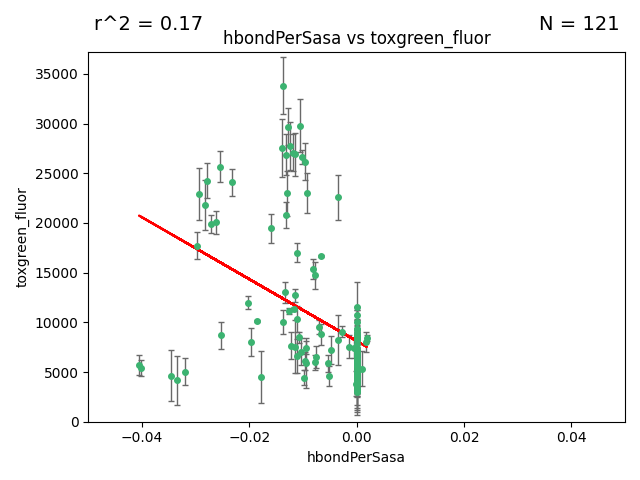 r^2 = 0.17
N = 121
hbondPerSasa vs toxgreen_fluor
35000
30000
25000
20000
15000
10000
5000
0
toxgreen_fluor
−0.04
−0.02
0.00
0.02
0.04
hbondPerSasa